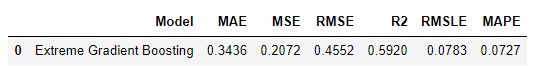 Model MAE MSE RMSE R2 RMSLE MAPE
0 Extreme Gradient Boosting 0.3436 0.2072 0.4552 0.5920 0.0783 0.0727